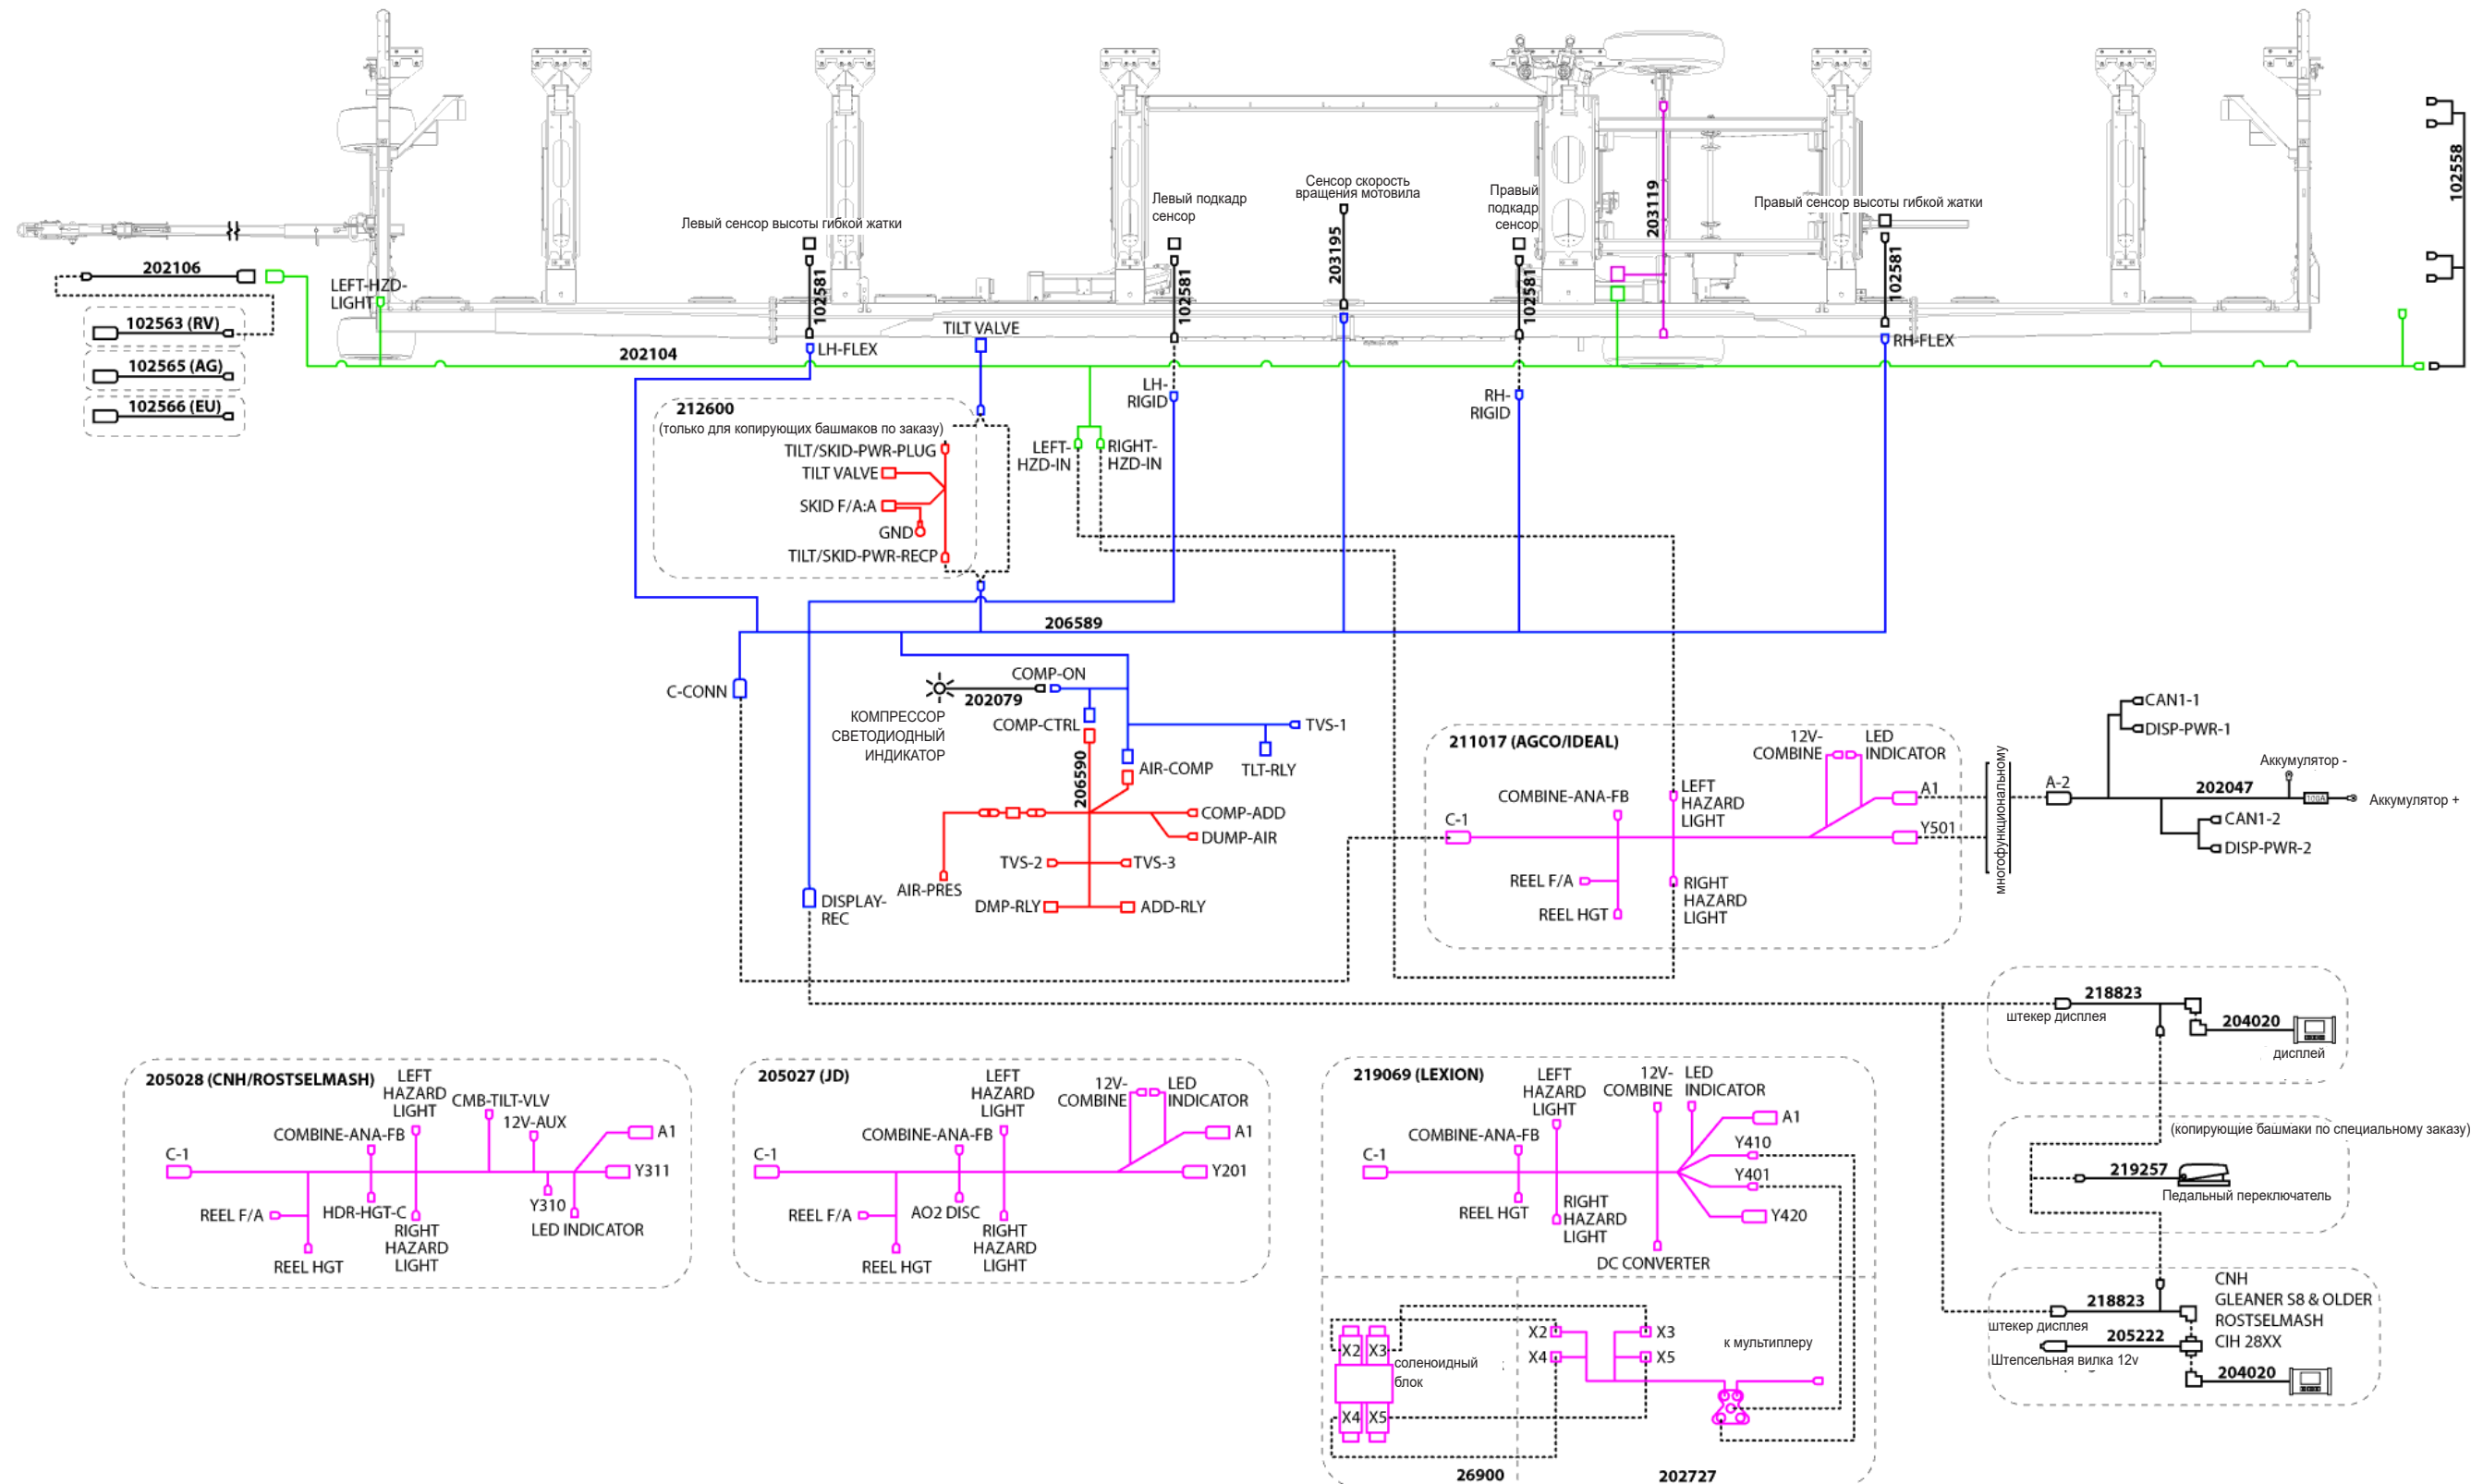 Левый сенсор высоты гибкой жатки
Левый подкадр
сенсор
Сенсор скорость
вращения мотовила
Правый
подкадр
сенсор
Правый сенсор высоты гибкой жатки
102558
203119
203195
102581
102581
102581
102581
202106
LEFT-HZD-
LIGHT
102563 (RV)
102565 (AG)
102566 (EU)
202104
LH-FLEX
TILT VALVE
RH-FLEX
LH-
RIGID
RH-
RIGID
212600
(только для копирующих башмаков по заказу)
TILT/SKID-PWR-PLUG
TILT VALVE
SKID F/A:A
GND
TILT/SKID-PWR-RECP
LEFT-
HZD-IN
RIGHT-
HZD-IN
206589
C-CONN
COMP-ON
202079
КОМПРЕССОР
СВЕТОДИОДНЫЙ
ИНДИКАТОР
COMP-CTRL
206590
AIR-COMP
TVS-1
TLT-RLY
COMP-ADD
DUMP-AIR
TVS-2
TVS-3
AIR-PRES
DMP-RLY
ADD-RLY
DISPLAY-
REC
211017 (AGCO/IDEAL)
12V-
COMBINE
LED
INDICATOR
COMBINE-ANA-FB
LEFT
HAZARD
LIGHT
A1
C-1
Y501
REEL F/A
REEL HGT
RIGHT
HAZARD
LIGHT
многофункциональному
A-2
CAN1-1
DISP-PWR-1
202047
Аккумулятор -
100A
Аккумулятор +
CAN1-2
DISP-PWR-2
218823
штекер дисплея
204020
дисплей
(копирующие башмаки по специальному заказу)
219257
Педальный переключатель
218823
штекер дисплея
205222
Штепсельная вилка 12v
204020
CNH
GLEANER S8 & OLDER
ROSTSELMASH
CIH 28XX
205028 (CNH/ROSTSELMASH)
LEFT
HAZARD
LIGHT
CMB-TILT-VLV
12V-AUX
COMBINE-ANA-FB
A1
C-1
Y311
REEL F/A
HDR-HGT-C
Y310
RIGHT
HAZARD
LIGHT
LED INDICATOR
REEL HGT
205027 (JD)
LEFT
HAZARD
LIGHT
12V-
COMBINE
LED
INDICATOR
COMBINE-ANA-FB
A1
C-1
Y201
REEL F/A
AO2 DISC
RIGHT
HAZARD
LIGHT
REEL HGT
219069 (LEXION)
LEFT
HAZARD
LIGHT
12V-
COMBINE
LED
INDICATOR
COMBINE-ANA-FB
A1
Y410
C-1
Y401
REEL HGT
RIGHT
HAZARD
LIGHT
Y420
DC CONVERTER
X2
X3
X4
X5
соленоидный
блок
X2
X3
X4
X5
к мультиплеру
26900
202727